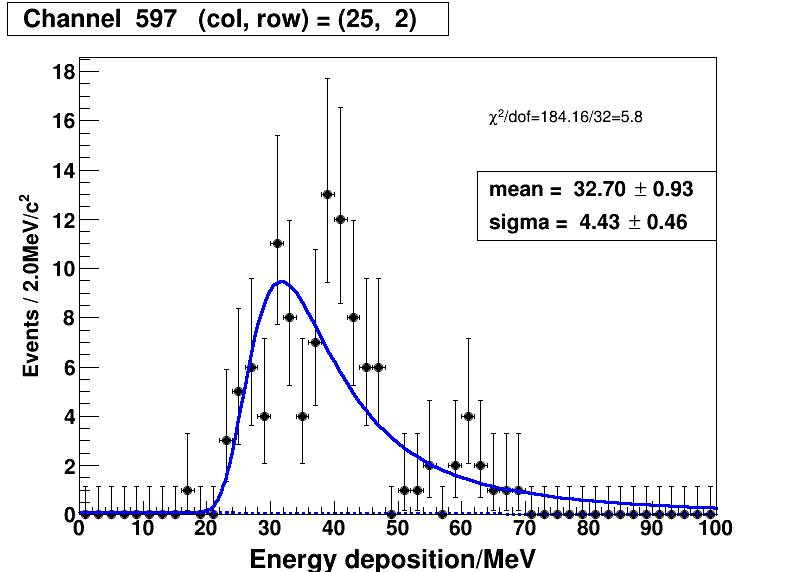 Channel 597 (col, row) = (25, 2)
18
16
14
12
10
8
6
4
2
0
Events / 2.0MeV/c²
χ²/dof=184.16/32=5.8
mean = 32.70 ± 0.93
sigma = 4.43 ± 0.46
0 10 20 30 40 50 60 70 80 90 100
Energy deposition/MeV